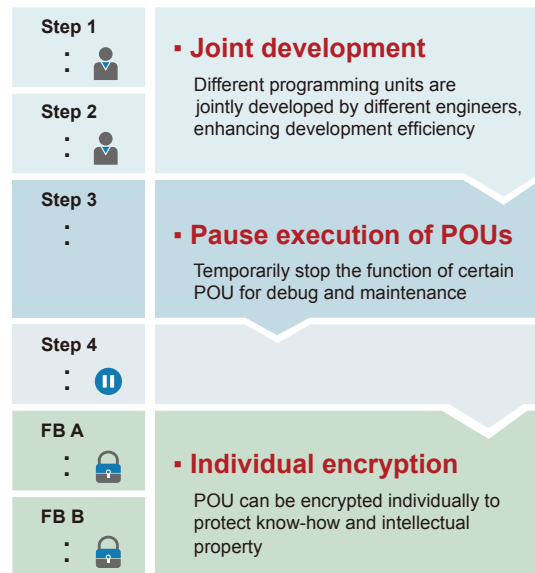 Step 1
:
▪ Joint development
Different programming units are
jointly developed by different engineers,
enhancing development efficiency
Step 2
:
Step 3
:
▪ Pause execution of POUs
Temporarily stop the function of certain
POU for debug and maintenance
Step 4
:
FB A
:
▪ Individual encryption
POU can be encrypted individually to
protect know-how and intellectual
property
FB B
: